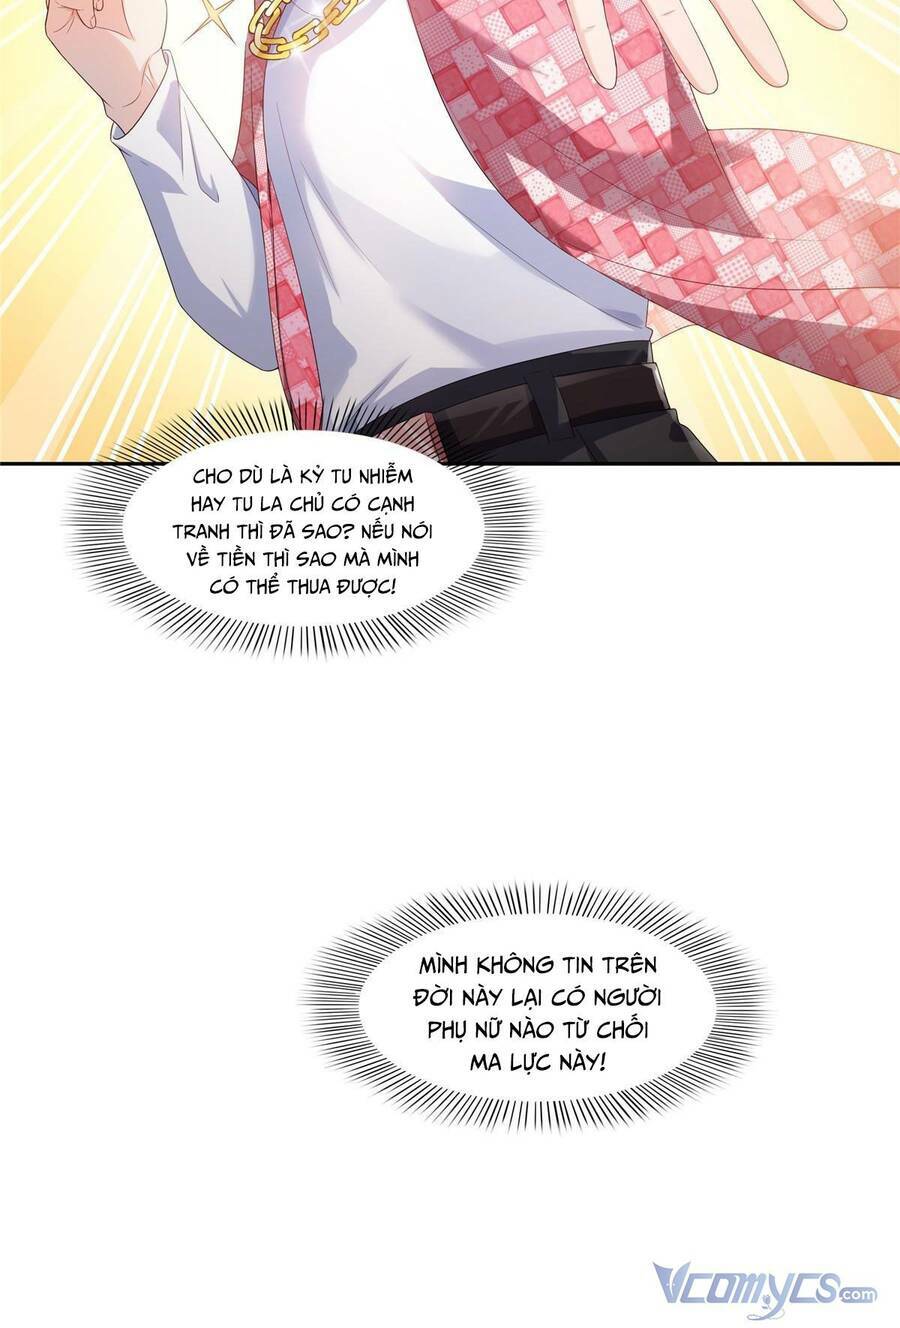 CHO DÙ LÀ KỶ TU NHIỄM
HAY TU LA CHỦ CÓ CẠNH
TRANH THÌ ĐÃ SAO? NẾU NÓI
VỀ TIỀN THÌ SAO MÀ MÌNH
CÓ THỂ THUA ĐƯỢC!
MÌNH KHÔNG TIN TRÊN
ĐỜI NÀY LẠI CÓ NGƯỜI
PHỤ NỮ NÀO TỪ CHỐI
MA LỰC NÀY!
VCOMYCS.com